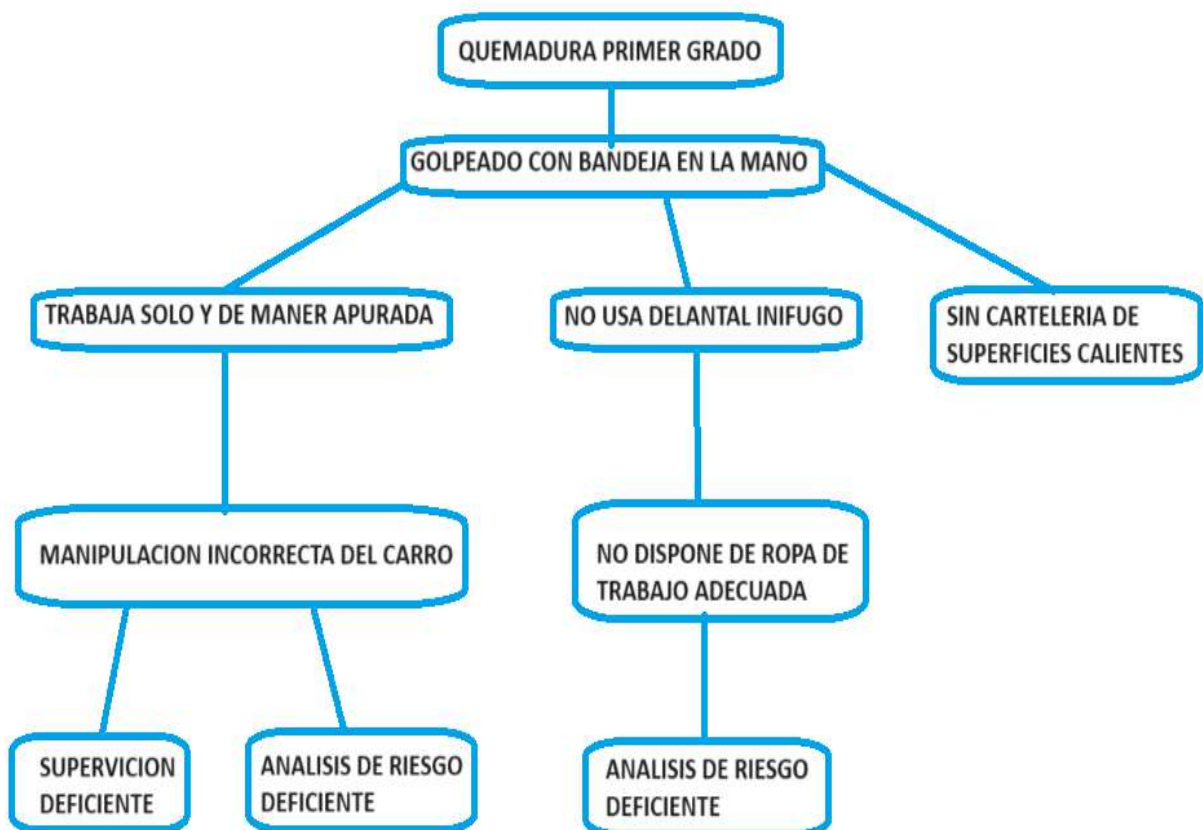 QUEMADURA PRIMER GRADO
GOLPEADO CON BANDEJA EN LA MANO
TRABAJA SOLO Y DE MANER APURADA
NO USA DELANTAL INIFUGO
SIN CARTELERIA DE
SUPERFICIES CALIENTES
MANIPULACION INCORRECTA DEL CARRO
NO DISPONE DE ROPA DE
TRABAJO ADECUADA
SUPERVICION
DEFICIENTE
ANALISIS DE RIESGO
DEFICIENTE
ANALISIS DE RIESGO
DEFICIENTE